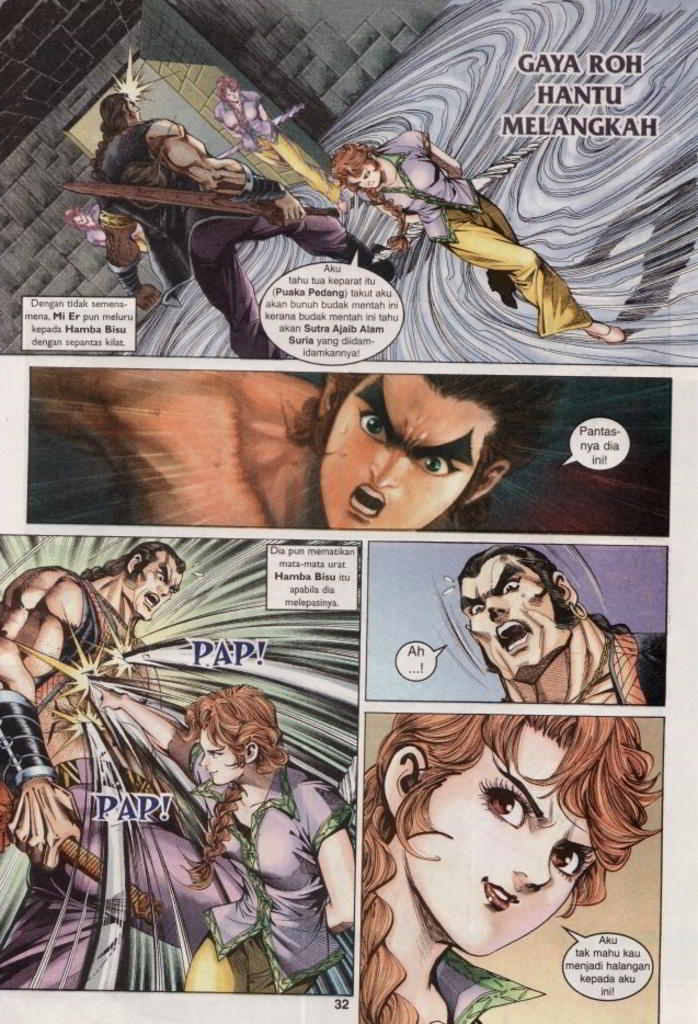 GAYA ROH
HANTU
MELANGKAH
Dengan tidak semena-
mena, Mi Er pun meluru
kepada Hamba Bisu
dengan sepantas kilat.
Aku
tahu tua keparat itu
(Puaka Pedang) takut aku
akan bunuh budak mentah ini
kerana budak mentah ini tahu
akan Sutra Ajaib Alam
Suria yang diidam-
idamkannya!
Pantas-
nya dia
ini!
Dia pun mematikan
mata-mata urat
Hamba Bisu itu
apabila dia
melepasinya.
PAP!
PAP!
Ah
...!
Aku
tak mahu kau
menjadi halangan
kepada aku
ini!
32